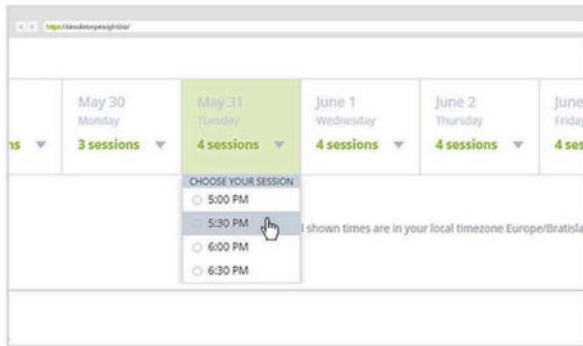 May 30
Monday
3 sessions
May 31
Tuesday
4 sessions
June 1
Wednesday
4 sessions
June 2
Thursday
4 sessions
June
Friday
4 ses
CHOOSE YOUR SESSION
5:00 PM
5:30 PM
6:00 PM
6:30 PM
l shown times are in your local timezone Europe/Bratisla